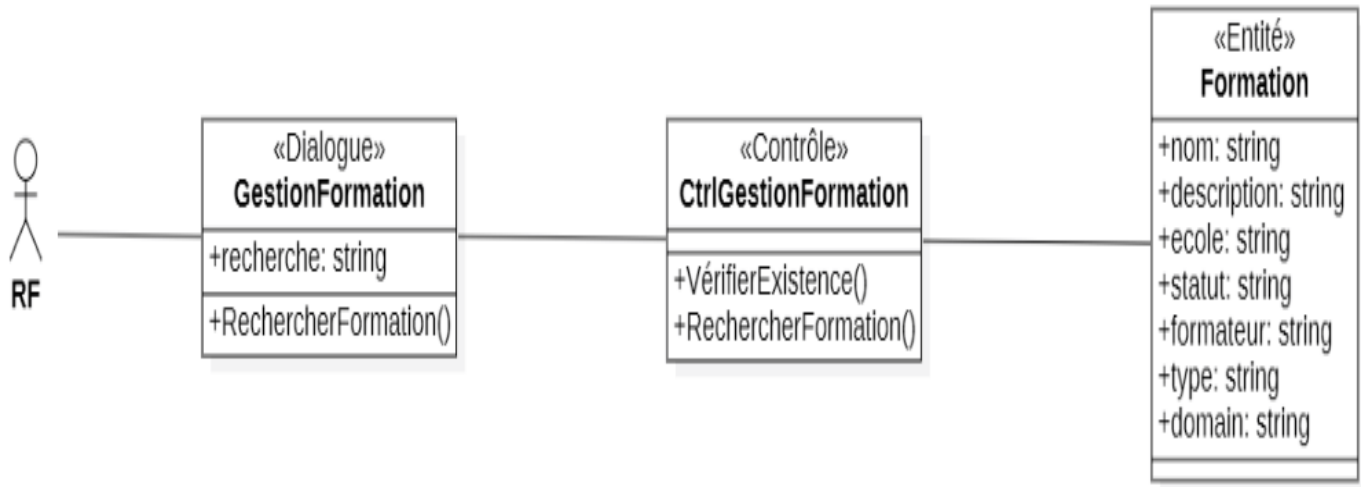 RF
«Dialogue»
GestionFormation
+recherche: string
+RechercherFormation()
«Contrôle»
CtrlGestionFormation
+VérifierExistence()
+RechercherFormation()
«Entité»
Formation
+nom: string
+description: string
+ecole: string
+statut: string
+formateur: string
+type: string
+domain: string